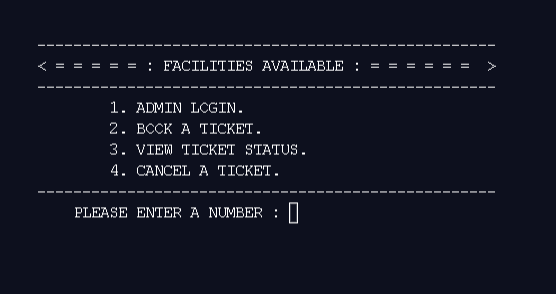 ---------------------------------------------------
< = = = = = : FACILITIES AVAILABLE : = = = = = = >
---------------------------------------------------
1. ADMIN LOGIN.
2. BOOK A TICKET.
3. VIEW TICKET STATUS.
4. CANCEL A TICKET.
---------------------------------------------------
PLEASE ENTER A NUMBER :